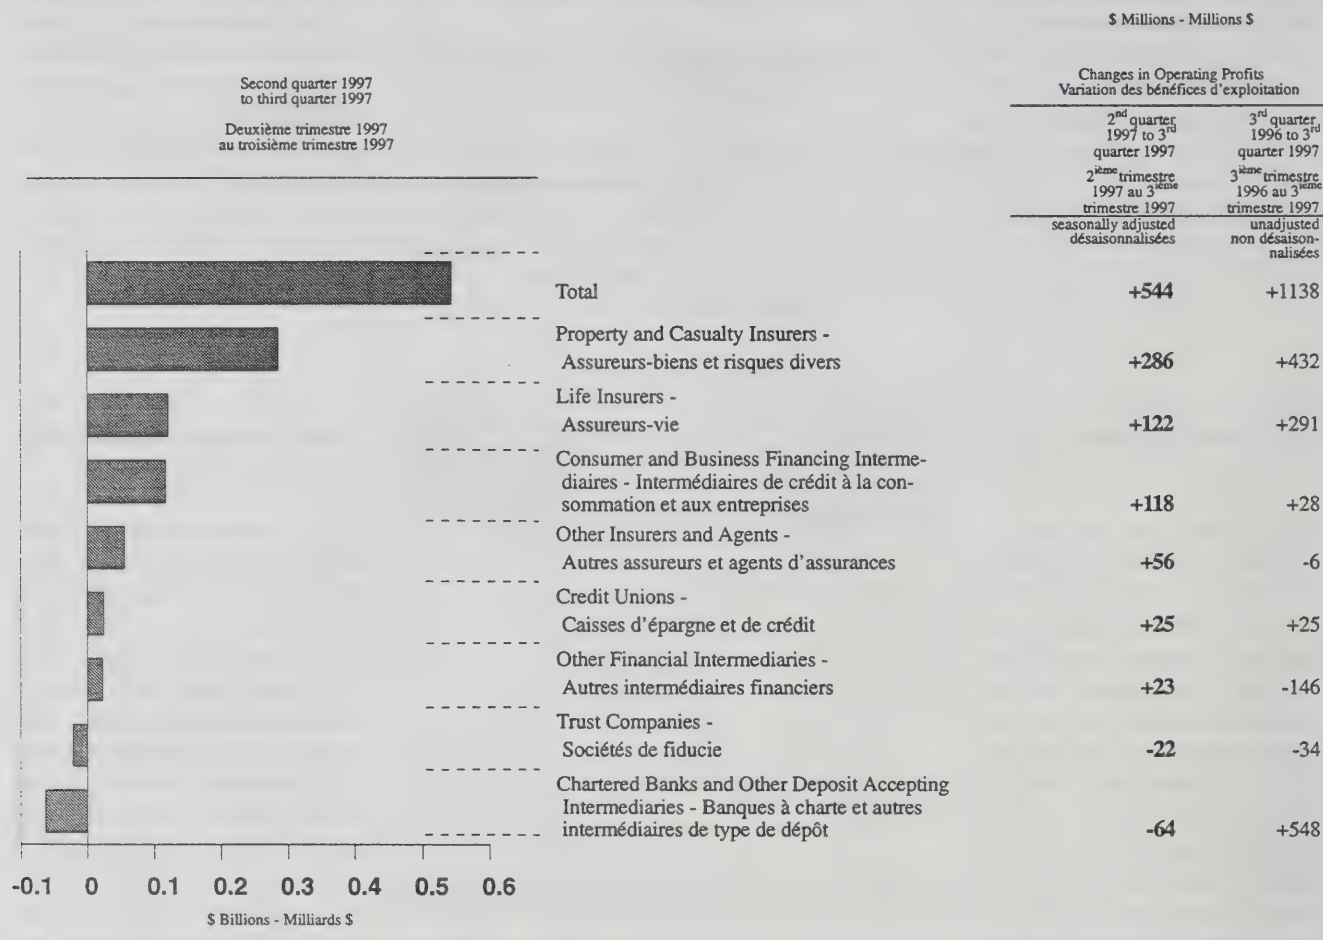 $ Millions - Millions $
Second quarter 1997
to third quarter 1997
Deuxième trimestre 1997
au troisième trimestre 1997
Changes in Operating Profits
Variation des bénéfices d'exploitation
2nd quarter
1997 to 3rd
quarter 1997
2ième trimestre
1997 au 3ième
trimestre 1997
seasonally adjusted
désaisonnalisées
3rd quarter
1996 to 3rd
quarter 1997
3ième trimestre
1996 au 3ième
trimestre 1997
unadjusted
non désaison-
nalisées
Total +544 +1138
Property and Casualty Insurers -
Assureurs-biens et risques divers +286 +432
Life Insurers -
Assureurs-vie +122 +291
Consumer and Business Financing Interme-
diaires - Intermédiaires de crédit à la con-
sommation et aux entreprises +118 +28
Other Insurers and Agents -
Autres assureurs et agents d'assurances +56 -6
Credit Unions -
Caisses d'épargne et de crédit +25 +25
Other Financial Intermediaries -
Autres intermédiaires financiers +23 -146
Trust Companies -
Sociétés de fiducie -22 -34
Chartered Banks and Other Deposit Accepting
Intermediaries - Banques à charte et autres
intermédiaires de type de dépôt -64 +548
-0.1 0 0.1 0.2 0.3 0.4 0.5 0.6
$ Billions - Milliards $